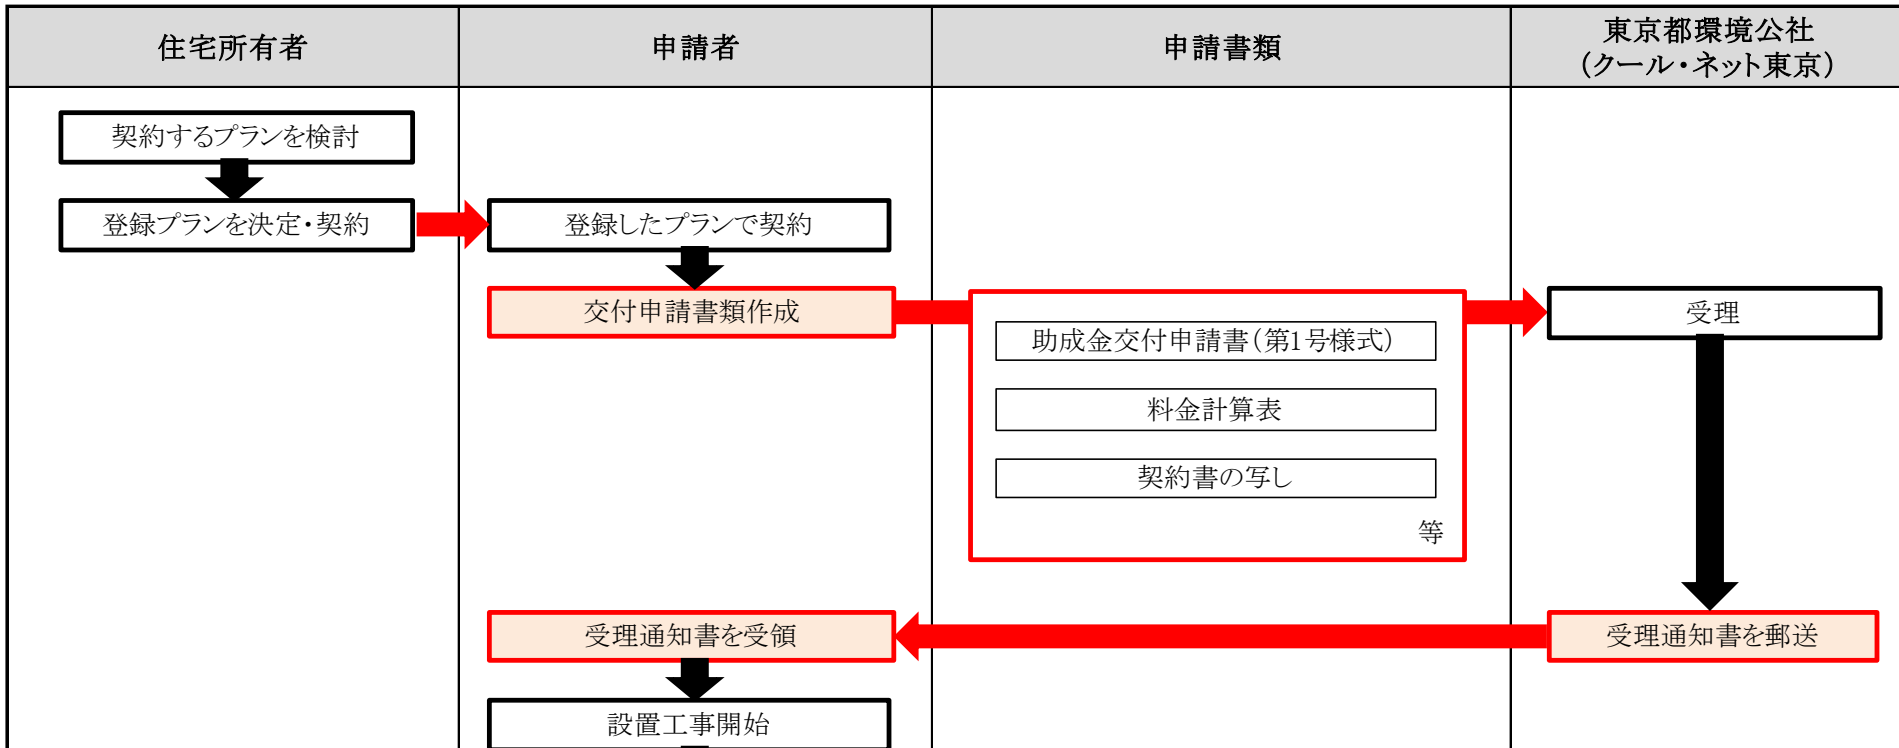 住宅所有者
申請者
申請書類
東京都環境公社
(クール・ネット東京)
契約するプランを検討
登録プランを決定・契約
登録したプランで契約
交付申請書類作成
受理
助成金交付申請書(第1号様式)
料金計算表
契約書の写し
等
受理通知書を受領
受理通知書を郵送
設置工事開始